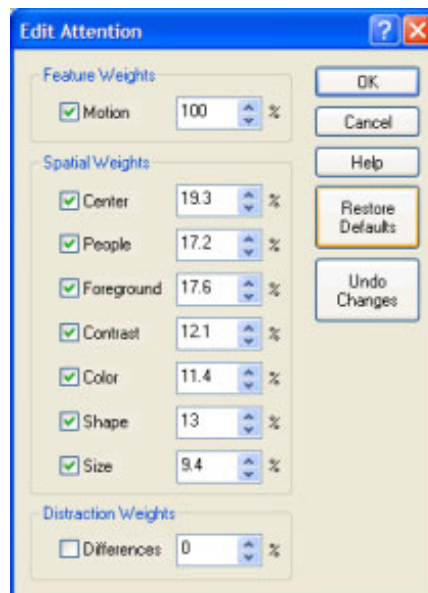 Edit Attention
Feature Weights
Motion 100 %
Spatial Weights
Center 19.3 %
People 17.2 %
Foreground 17.6 %
Contrast 12.1 %
Color 11.4 %
Shape 13 %
Size 9.4 %
Distraction Weights
Differences 0 %
OK
Cancel
Help
Restore
Defaults
Undo
Changes